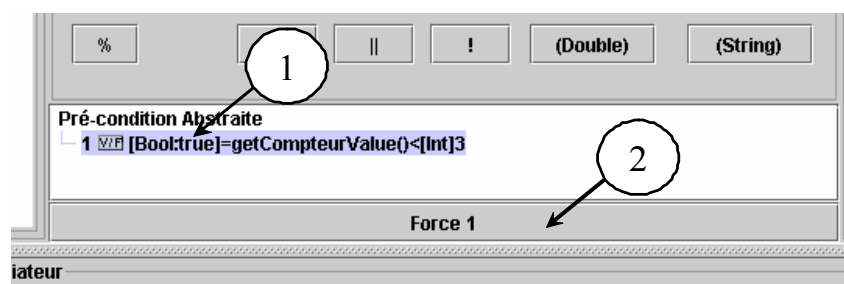 % || ! (Double) (String)
1
Pré-condition Abstraite
1 V/F [Bool:true]=getCompteurValue()<[Int]3
2
Force 1
iateur